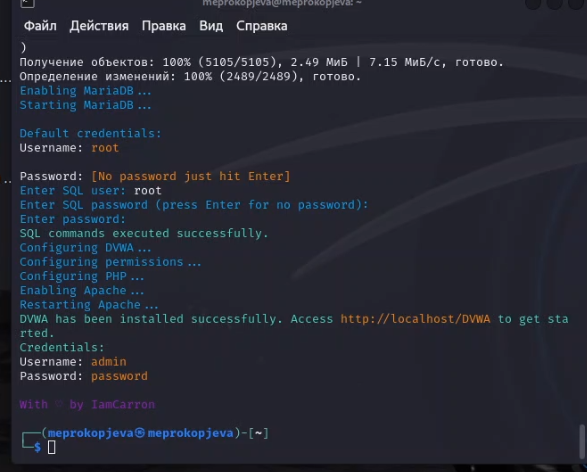 meprokopjeva@meprokopjeva: ~
Файл Действия Правка Вид Справка
)
Получение объектов: 100% (5105/5105), 2.49 МиБ | 7.15 МиБ/с, готово.
Определение изменений: 100% (2489/2489), готово.
Enabling MariaDB...
Starting MariaDB...
Default credentials:
Username: root
Password: [No password just hit Enter]
Enter SQL user: root
Enter SQL password (press Enter for no password):
Enter password:
SQL commands executed successfully.
Configuring DVWA...
Configuring permissions...
Configuring PHP...
Enabling Apache...
Restarting Apache...
DVWA has been installed successfully. Access http://localhost/DVWA to get sta
rted.
Credentials:
Username: admin
Password: password
With ♡ by IamCarron
┌──(meprokopjeva㉿meprokopjeva)-[~]
└─$